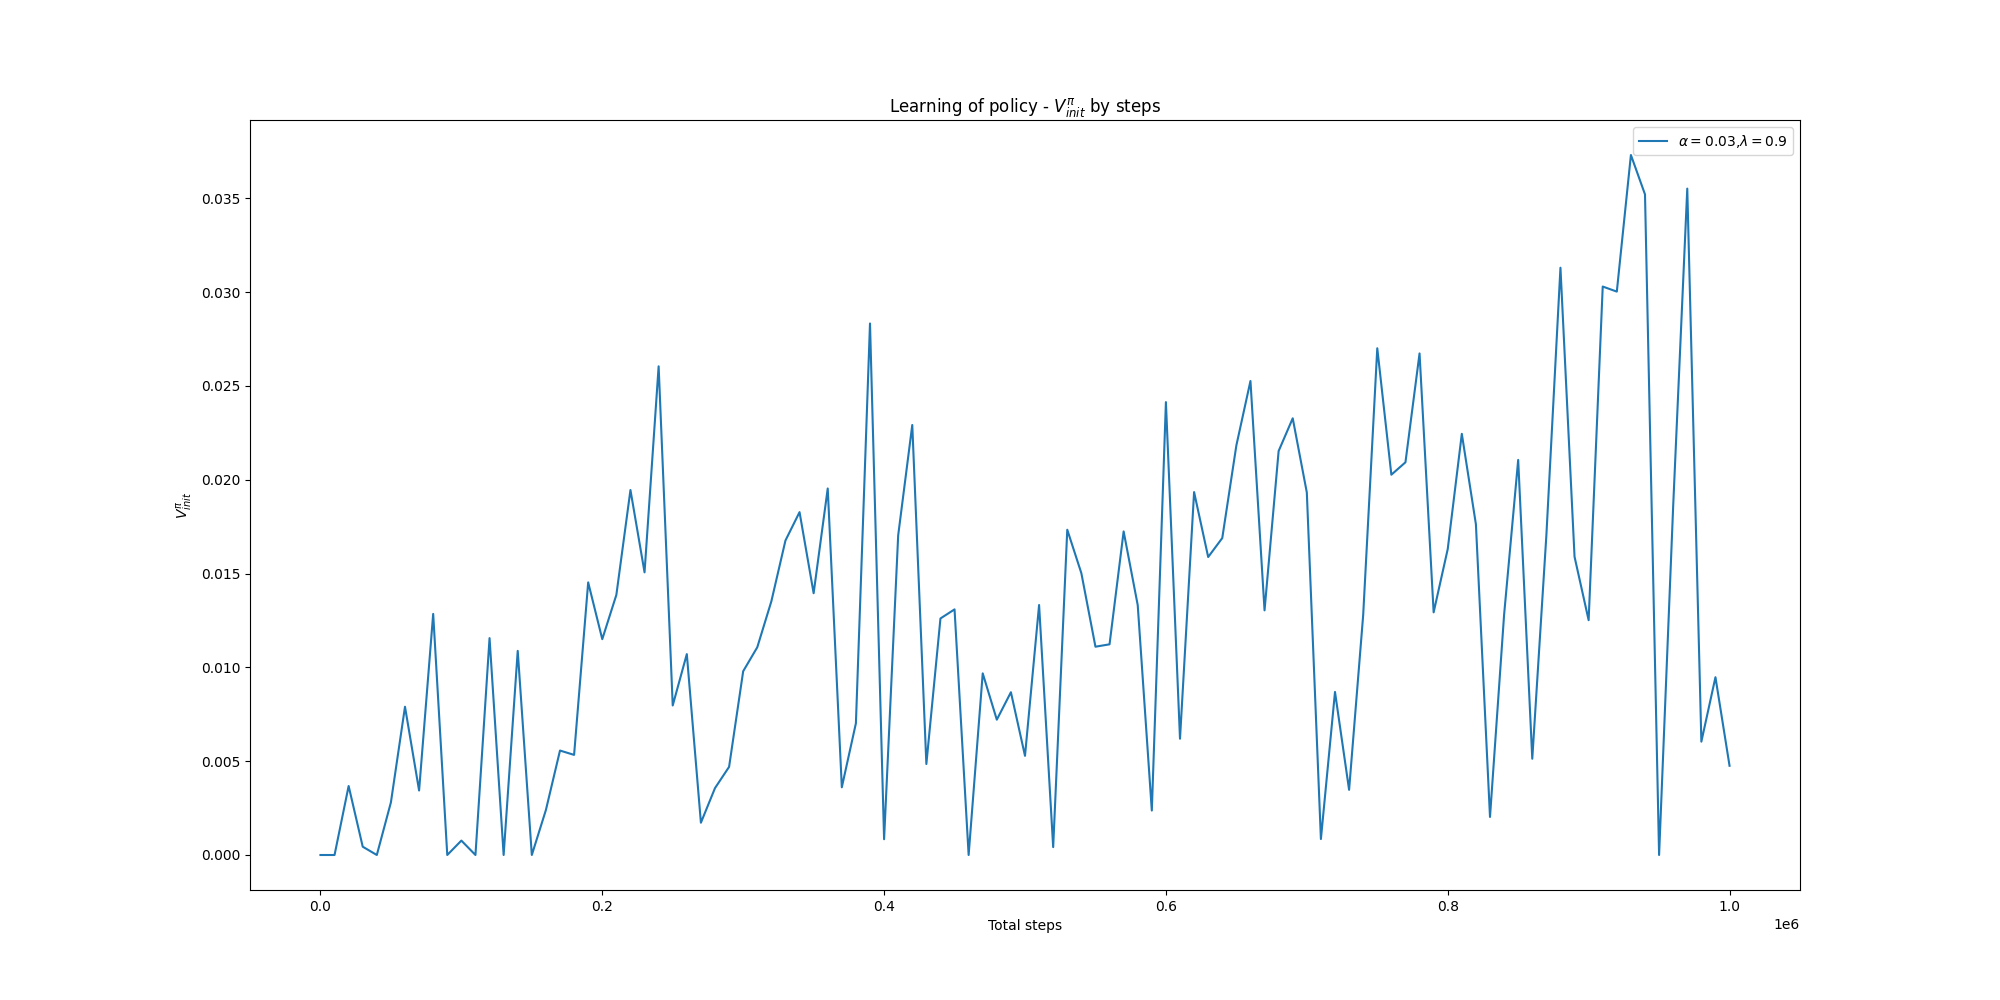 Learning of policy - $V_{init}^{\pi}$ by steps
α = 0.03,λ = 0.9
$V_{init}^{\pi}$
0.035
0.030
0.025
0.020
0.015
0.010
0.005
0.000
0.0 0.2 0.4 0.6 0.8 1.0
Total steps
1e6